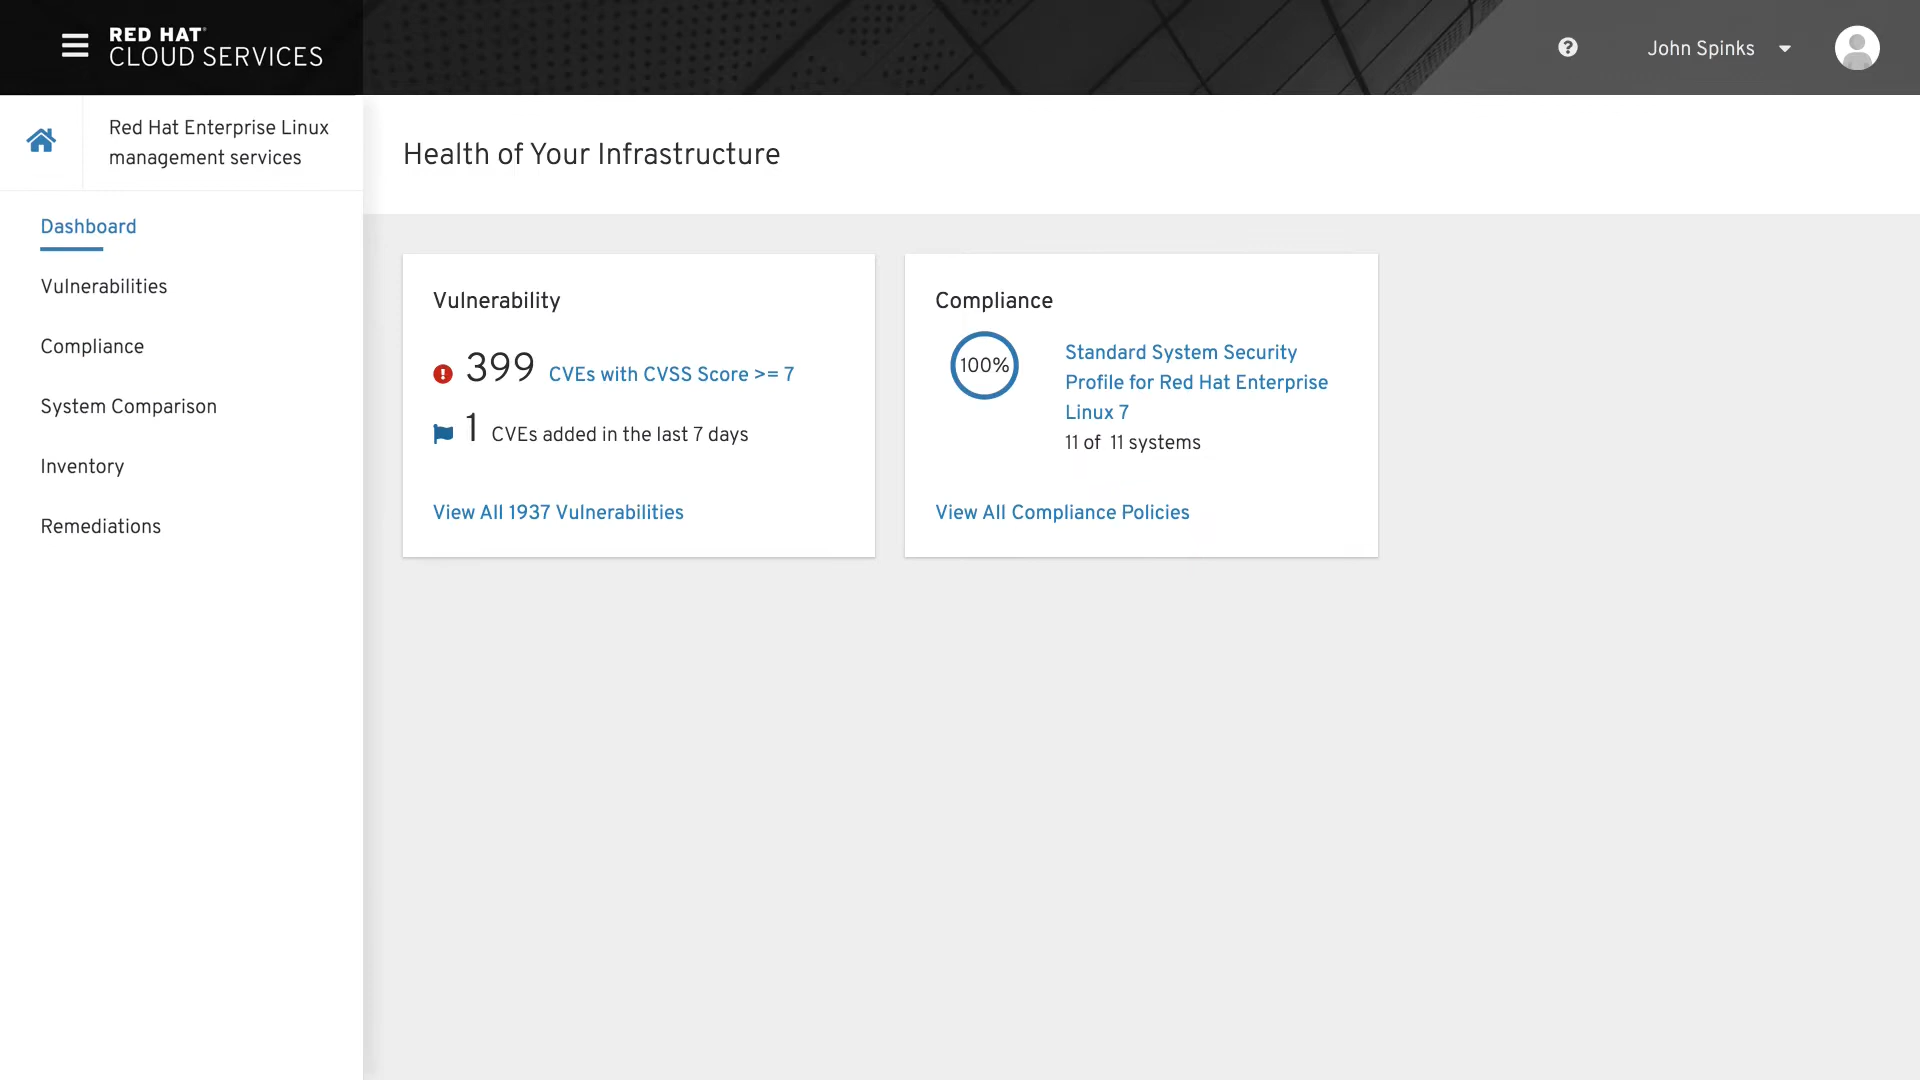 RED HAT
CLOUD SERVICES
John Spinks
Red Hat Enterprise Linux
management services
Health of Your Infrastructure
Dashboard
Vulnerabilities
Compliance
System Comparison
Inventory
Remediations
Vulnerability
399 CVEs with CVSS Score >= 7
1 CVEs added in the last 7 days
View All 1937 Vulnerabilities
Compliance
100%
Standard System Security
Profile for Red Hat Enterprise
Linux 7
11 of 11 systems
View All Compliance Policies